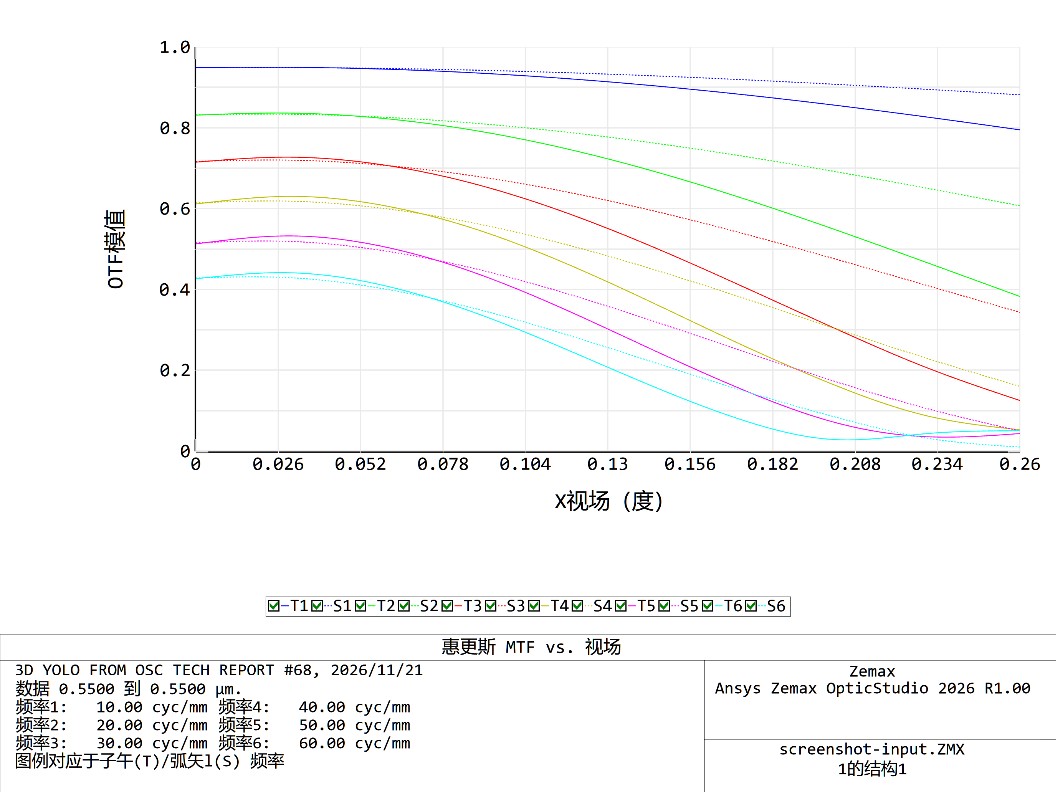 1.0
0.8
0.6
0.4
0.2
0
OTF模值
0 0.026 0.052 0.078 0.104 0.13 0.156 0.182 0.208 0.234 0.26
X视场 (度)
T1 S1 T2 S2 T3 S3 T4 S4 T5 S5 T6 S6
惠更斯 MTF vs. 视场
3D YOLO FROM OSC TECH REPORT #68, 2026/11/21
数据 0.5500 到 0.5500 µm.
频率1: 10.00 cyc/mm 频率4: 40.00 cyc/mm
频率2: 20.00 cyc/mm 频率5: 50.00 cyc/mm
频率3: 30.00 cyc/mm 频率6: 60.00 cyc/mm
图例对应于子午(T)/弧矢l(S) 频率
Zemax
Ansys Zemax OpticStudio 2026 R1.00
screenshot-input.ZMX
1的结构1